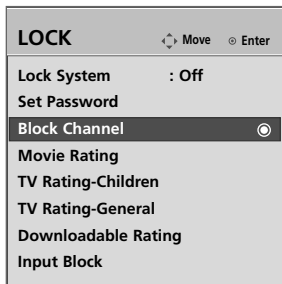 LOCK Move Enter
Lock System : Off
Set Password
Block Channel
Movie Rating
TV Rating-Children
TV Rating-General
Downloadable Rating
Input Block